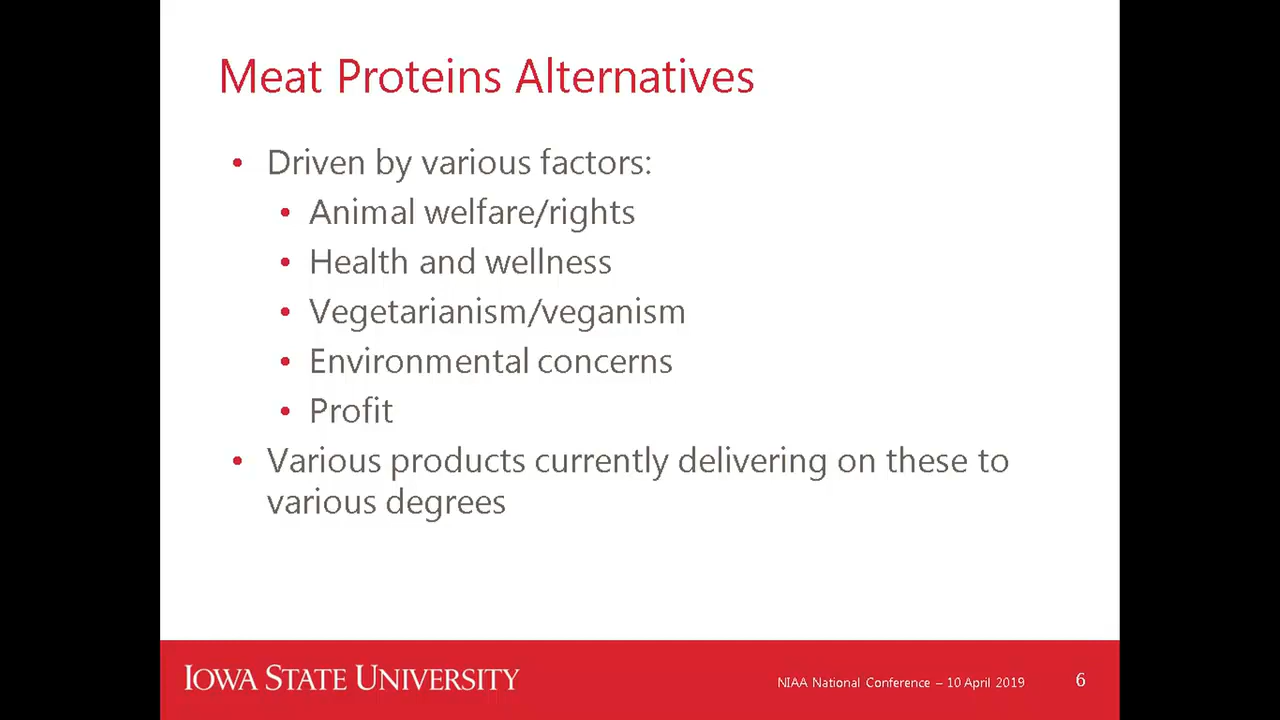 Meat Proteins Alternatives
• Driven by various factors:
• Animal welfare/rights
• Health and wellness
• Vegetarianism/veganism
• Environmental concerns
• Profit
• Various products currently delivering on these to
various degrees
IOWA STATE UNIVERSITY
NIAA National Conference – 10 April 2019
6